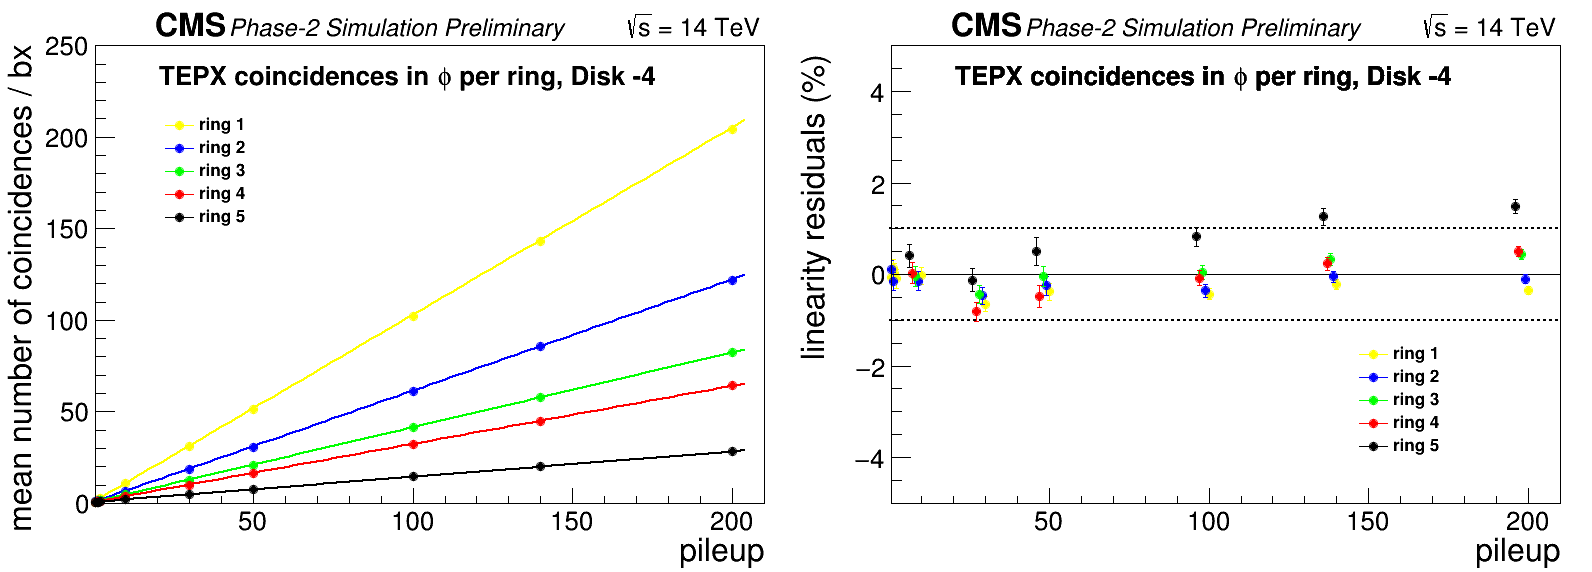 CMS Phase-2 Simulation Preliminary √s = 14 TeV
TEPX coincidences in ϕ per ring, Disk -4
mean number of coincidences / bx
250
200
150
100
50
0
ring 1
ring 2
ring 3
ring 4
ring 5
50 100 150 200
pileup
CMS Phase-2 Simulation Preliminary √s = 14 TeV
TEPX coincidences in ϕ per ring, Disk -4
linearity residuals (%)
4
2
0
−2
−4
ring 1
ring 2
ring 3
ring 4
ring 5
50 100 150 200
pileup